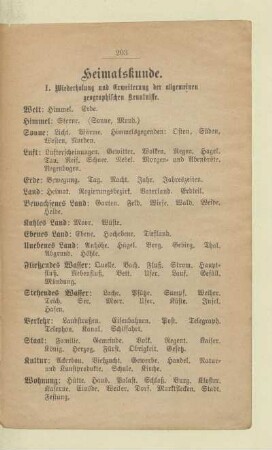 203
Heimatskunde.
I. Wiederholung und Erweiterung der allgemeinen
geographischen Kenntnisse.
Welt: Himmel. Erde.
Himmel: Sterne. (Sonne, Mond.)
Sonne: Licht. Wärme. Himmelsgegenden: Osten, Süden,
Westen, Norden.
Luft: Lufterscheinungen, Gewitter. Wolken. Regen. Hagel.
Tau. Reif. Schnee. Nebel. Morgen- und Abendrot.
Regenbogen.
Erde: Bewegung. Tag. Nacht. Jahr. Jahreszeiten.
Land: Heimat. Regierungsbezirk. Vaterland. Erdteil.
Bewachsenes Land: Garten. Feld. Wiese. Wald. Weide.
Heide.
Kahles Land: Moor. Wüste.
Ebenes Land: Ebene. Hochebene. Tiefland.
Unebenes Land: Anhöhe. Hügel. Berg. Gebirg. Thal.
Abgrund. Höhle.
Fließendes Wasser: Quelle. Bach. Fluß. Strom. Haupt-
fluß. Nebenfluß. Bett. Ufer. Lauf. Gefäll.
Mündung.
Stehendes Wasser: Lache. Pfütze. Sumpf. Weiher.
Teich. See. Meer. Ufer. Küste. Insel.
Hafen.
Verkehr: Landstraßen. Eisenbahnen. Post. Telegraph.
Telephon. Kanal. Schiffahrt.
Staat: Familie. Gemeinde. Volk. Regent. Kaiser.
König. Herzog. Fürst. Obrigkeit. Gesetz.
Kultur: Ackerbau. Viehzucht. Gewerbe. Handel. Natur-
und Kunstprodukte. Schule. Kirche.
Wohnung: Hütte. Haus. Palast. Schloß. Burg. Kloster.
Kaserne. Einöde. Weiler. Dorf. Marktflecken. Stadt.
Festung.